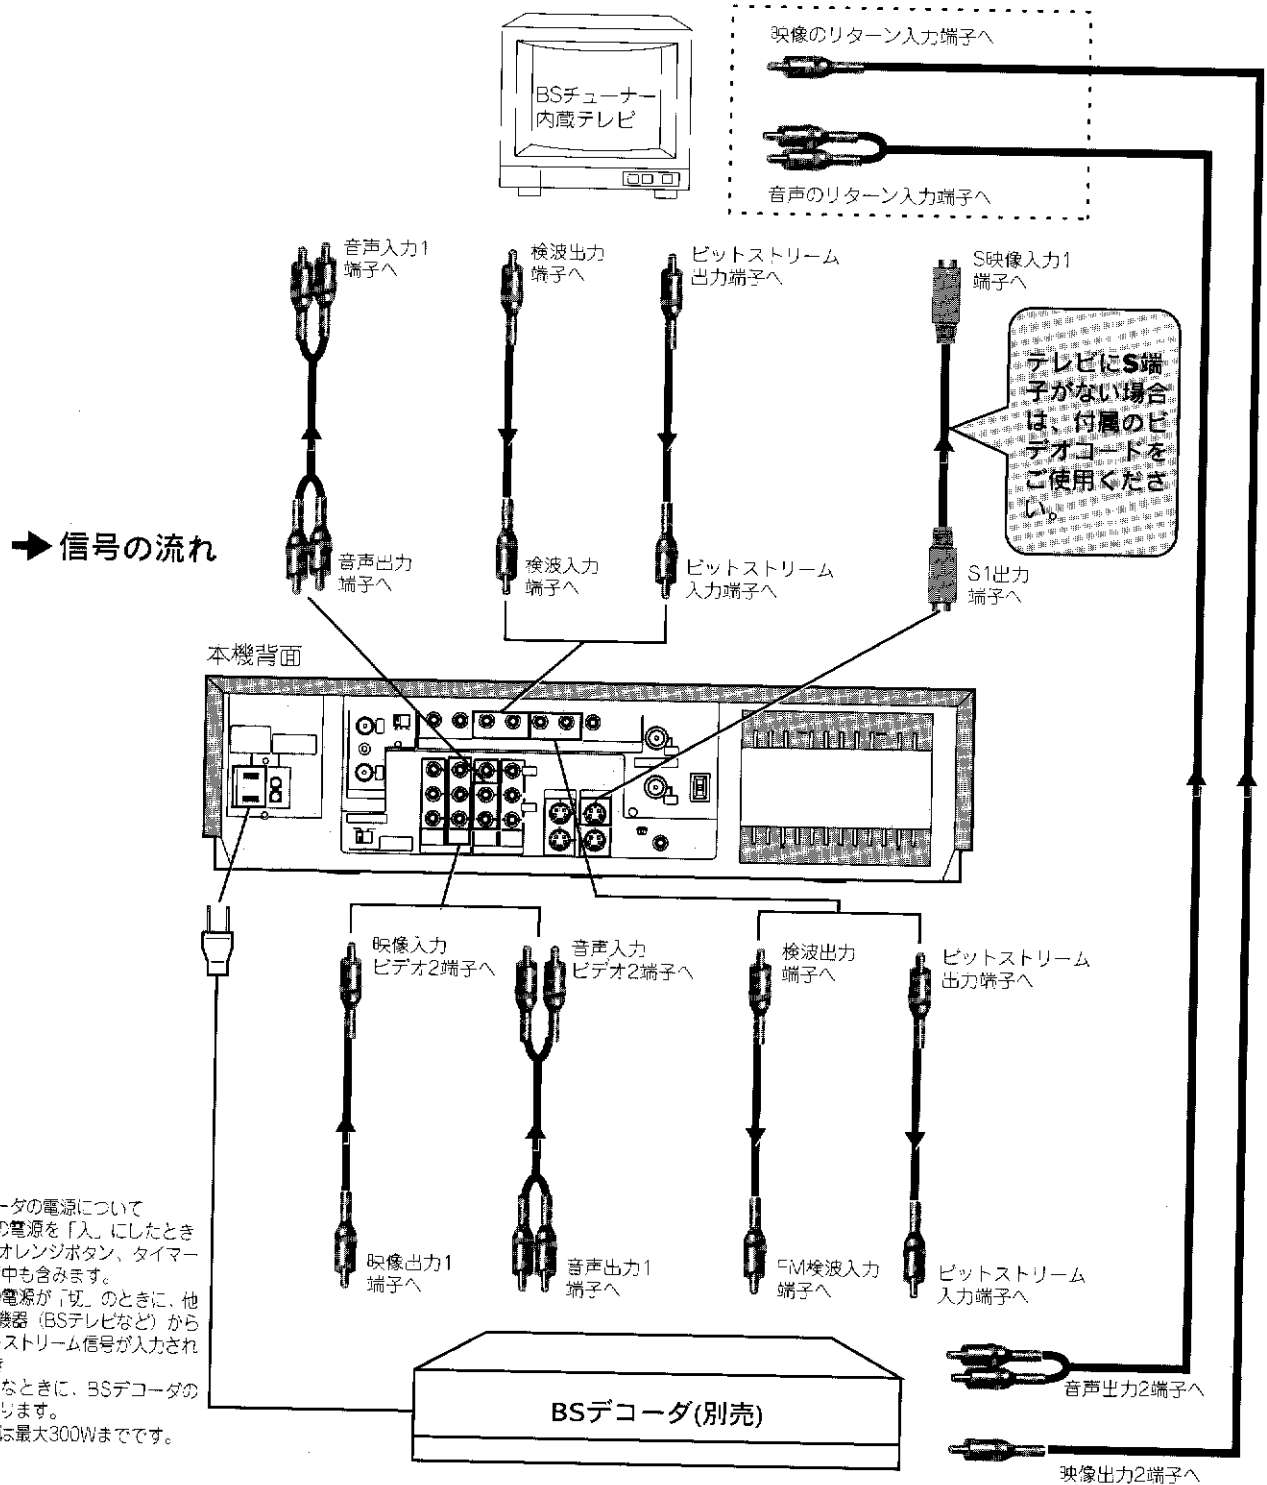 映像のリターン入力端子へ
BSチューナー
内蔵テレビ
音声のリターン入力端子へ
音声入力1
端子へ
検波出力
端子へ
ビットストリーム
出力端子へ
S映像入力1
端子へ
テレビにS端
子がない場合
は、付属のビ
デオコードを
ご使用くださ
い。
信号の流れ
音声出力
端子へ
検波入力
端子へ
ビットストリーム
入力端子へ
S1出力
端子へ
本機背面
映像入力
ビデオ2端子へ
音声入力
ビデオ2端子へ
検波出力
端子へ
ビットストリーム
出力端子へ
ーダの電源について
の電源を「入」にしたとき
オレンジボタン、タイマー
中も含みます。
電源が「切」のときに、他
機器（BSテレビなど）から
ストリーム信号が入力され
なときに、BSデコーダの
ります。
は最大300Wまでです。
映像出力1
端子へ
音声出力1
端子へ
FM検波入力
端子へ
ビットストリーム
入力端子へ
BSデコーダ(別売)
音声出力2端子へ
映像出力2端子へ